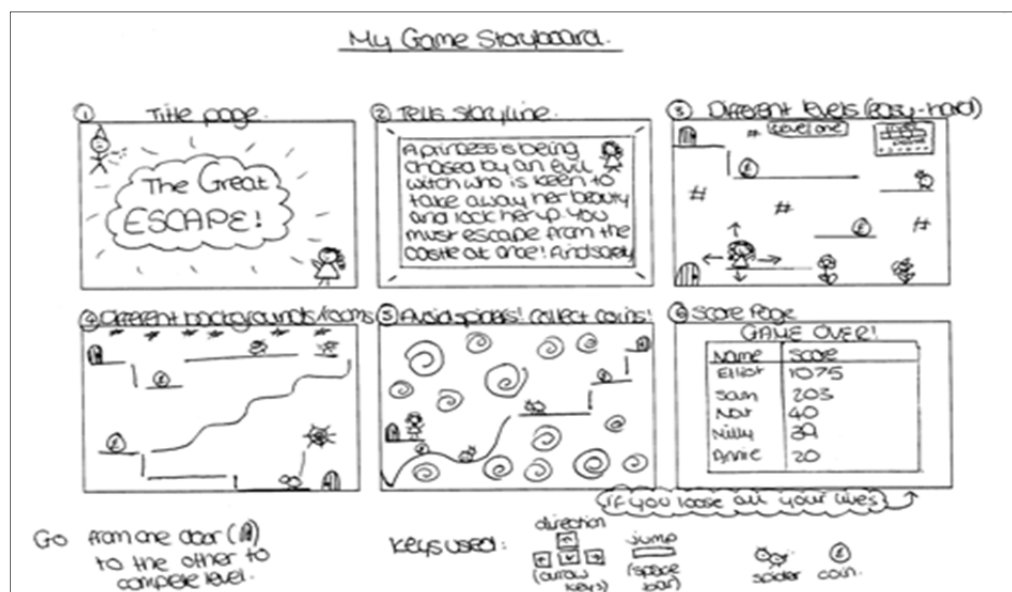 My Game Storyboard.
① Title page.
The Great
ESCAPE!
② Tells storyline.
A princess is being
chased by an evil
witch who is keen to
take away her beauty
and lock her up. You
must escape from the
castle at once! And safely
③ Different levels (easy-hard)
Level one
£
£
④ Different backgrounds/rooms
£
£
⑤ Avoid spiders! collect coins!
£
£
⑥ Score Page
GAME OVER!
Name Score
Elliot 1075
Sam 203
Nat 40
Milly 39
Annie 20
if you loose all your lives
Go from one door ( )
to the other to
complete level.
Keys used:
direction
(arrow
keys)
jump
(space
bar)
spider
£
coin.